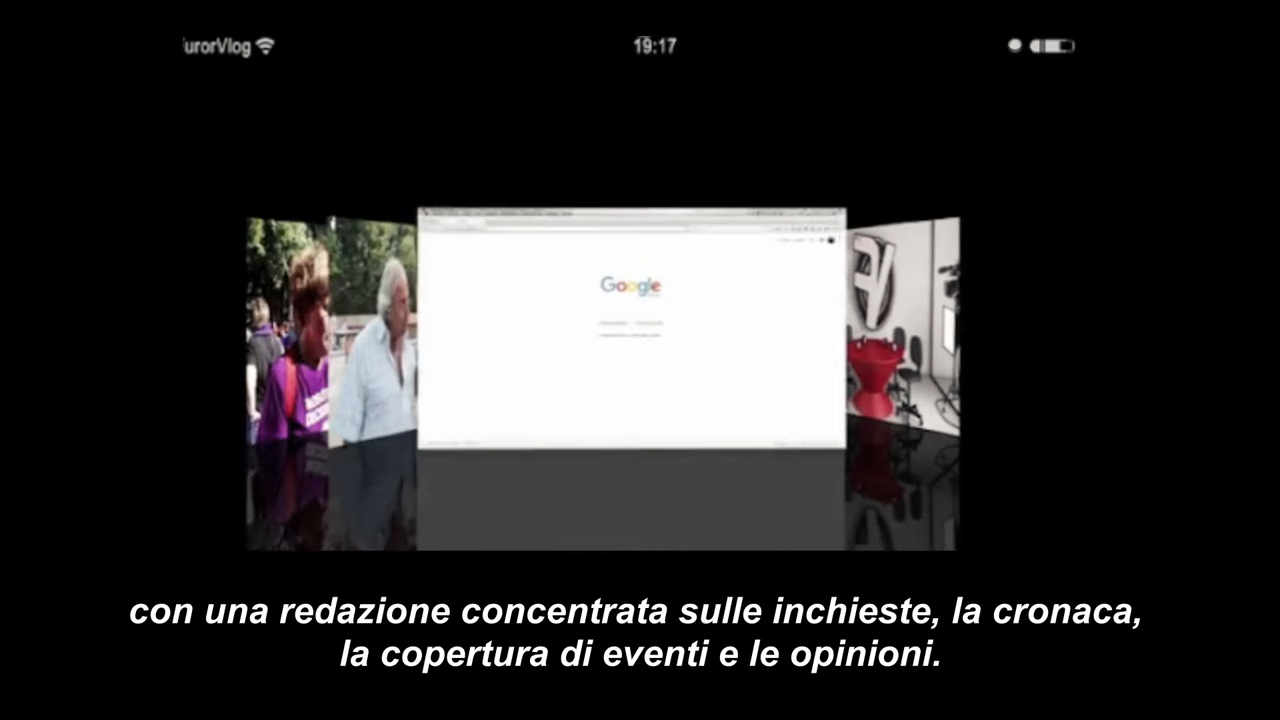 urorVlog
19:17
Google
con una redazione concentrata sulle inchieste, la cronaca,
la copertura di eventi e le opinioni.